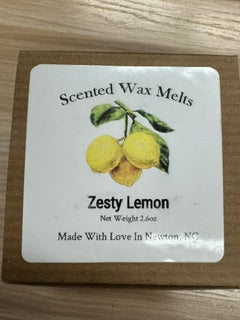 Scented Wax Melts
Zesty Lemon
Net Weight 2.6oz
Made With Love In Newton, NC